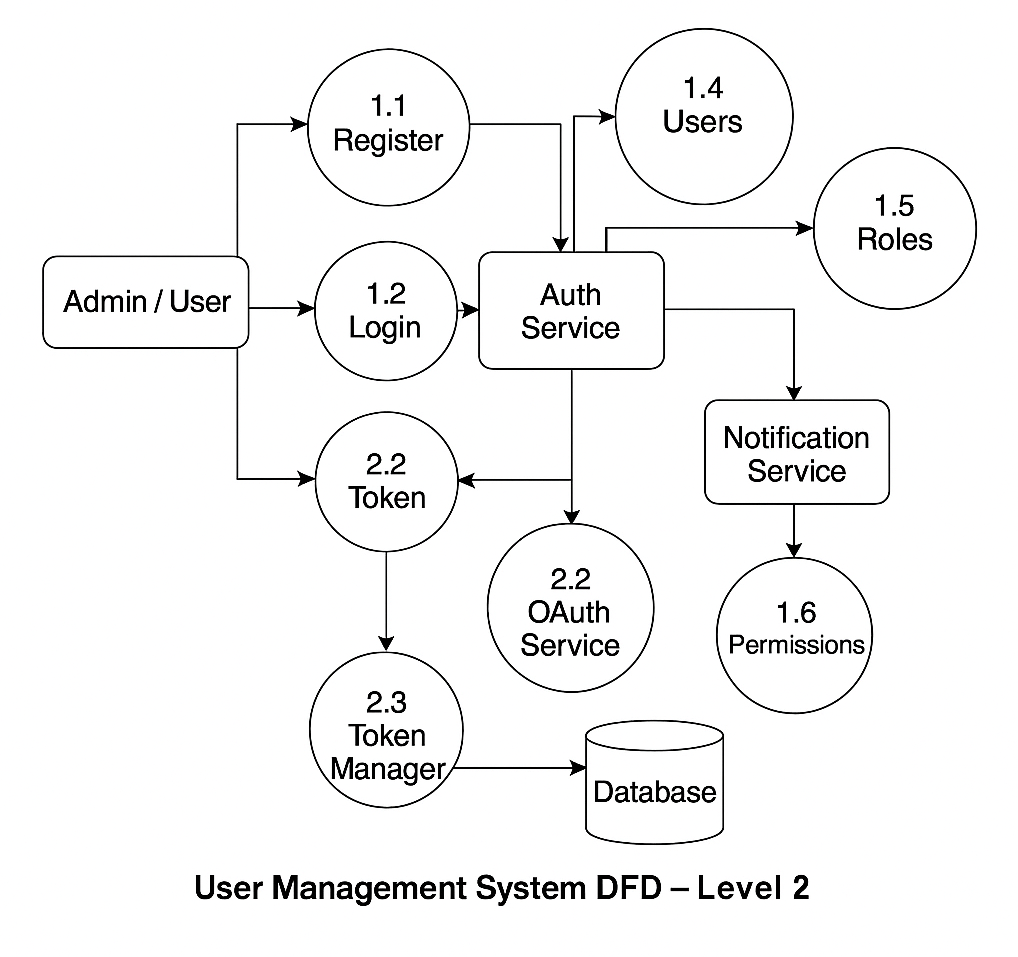 1.1
Register
1.4
Users
1.5
Roles
Admin / User
1.2
Login
Auth
Service
2.2
Token
Notification
Service
2.2
OAuth
Service
1.6
Permissions
2.3
Token
Manager
Database
User Management System DFD – Level 2